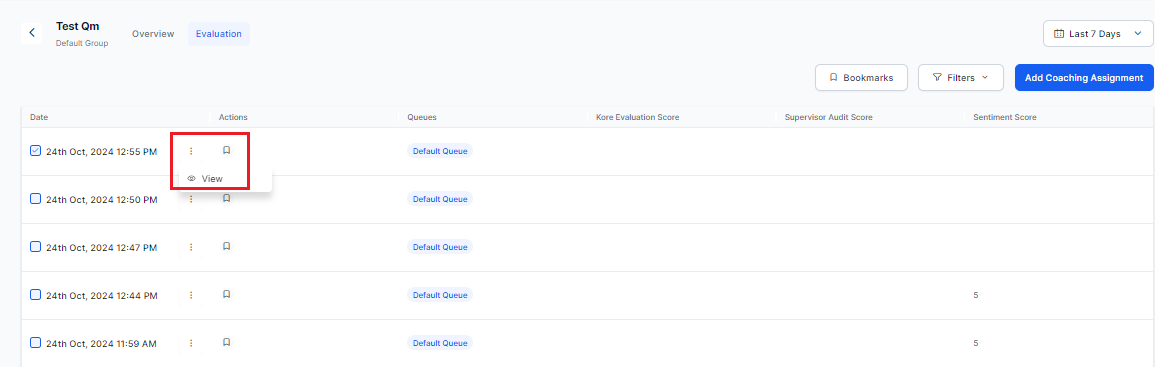 Test Qm
Default Group
Overview
Evaluation
Last 7 Days
Bookmarks
Filters
Add Coaching Assignment
Date Actions Queues Kore Evaluation Score Supervisor Audit Score Sentiment Score
24th Oct, 2024 12:55 PM Default Queue
View
24th Oct, 2024 12:50 PM Default Queue
24th Oct, 2024 12:47 PM Default Queue
24th Oct, 2024 12:44 PM Default Queue 5
24th Oct, 2024 11:59 AM Default Queue 5